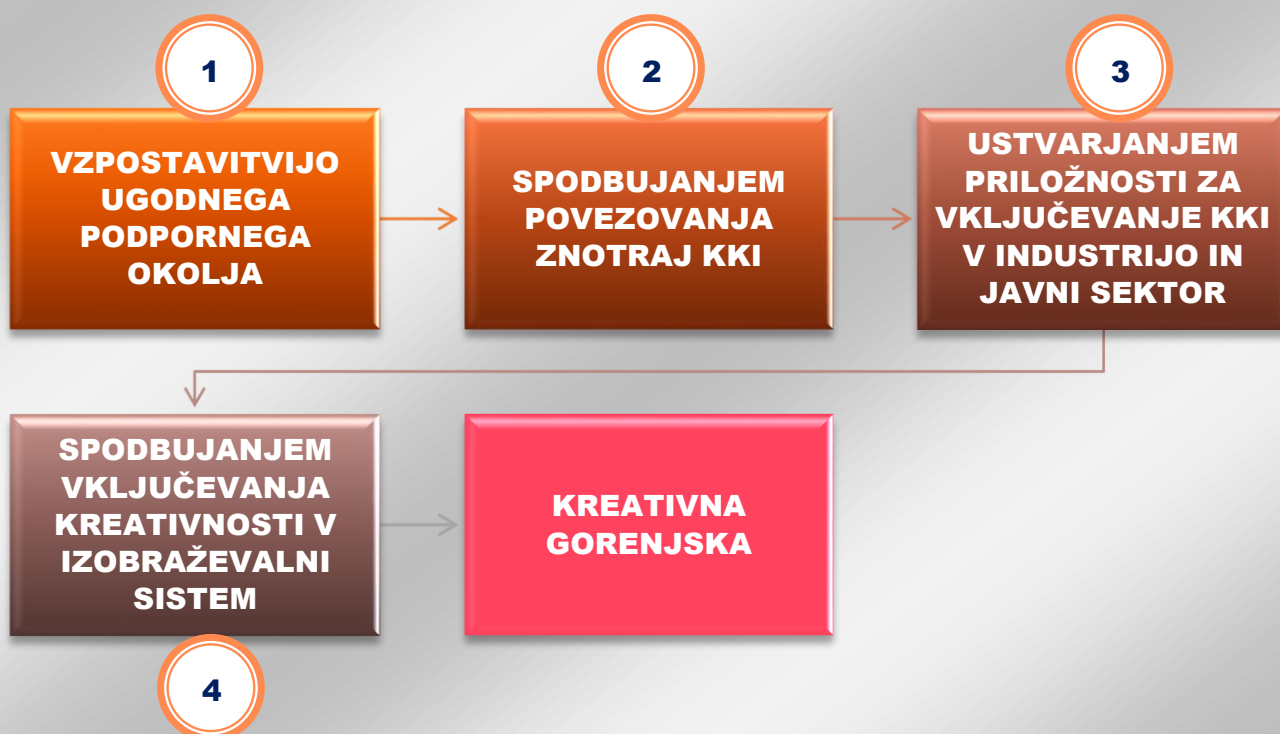 1
VZPOSTAVITVIJO
UGODNEGA
PODPORNEGA
OKOLJA
2
SPODBUJANJEM
POVEZOVANJA
ZNOTRAJ KKI
3
USTVARJANJEM
PRILOŽNOSTI ZA
VKLJUČEVANJE KKI
V INDUSTRIJO IN
JAVNI SEKTOR
SPODBUJANJEM
VKLJUČEVANJA
KREATIVNOSTI V
IZOBRAŽEVALNI
SISTEM
4
KREATIVNA
GORENJSKA